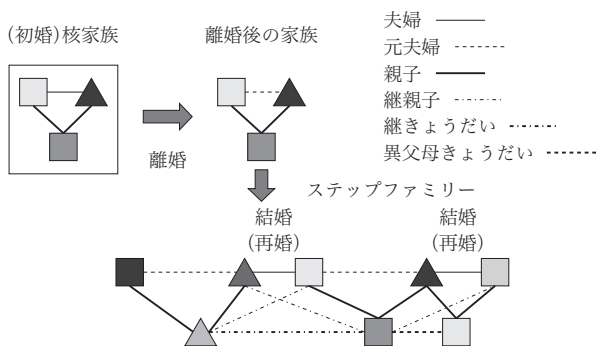 (初婚)核家族
離婚後の家族
離婚
夫婦
元夫婦
親子
継親子
継きょうだい
異父母きょうだい
ステップファミリー
結婚
(再婚)
結婚
(再婚)